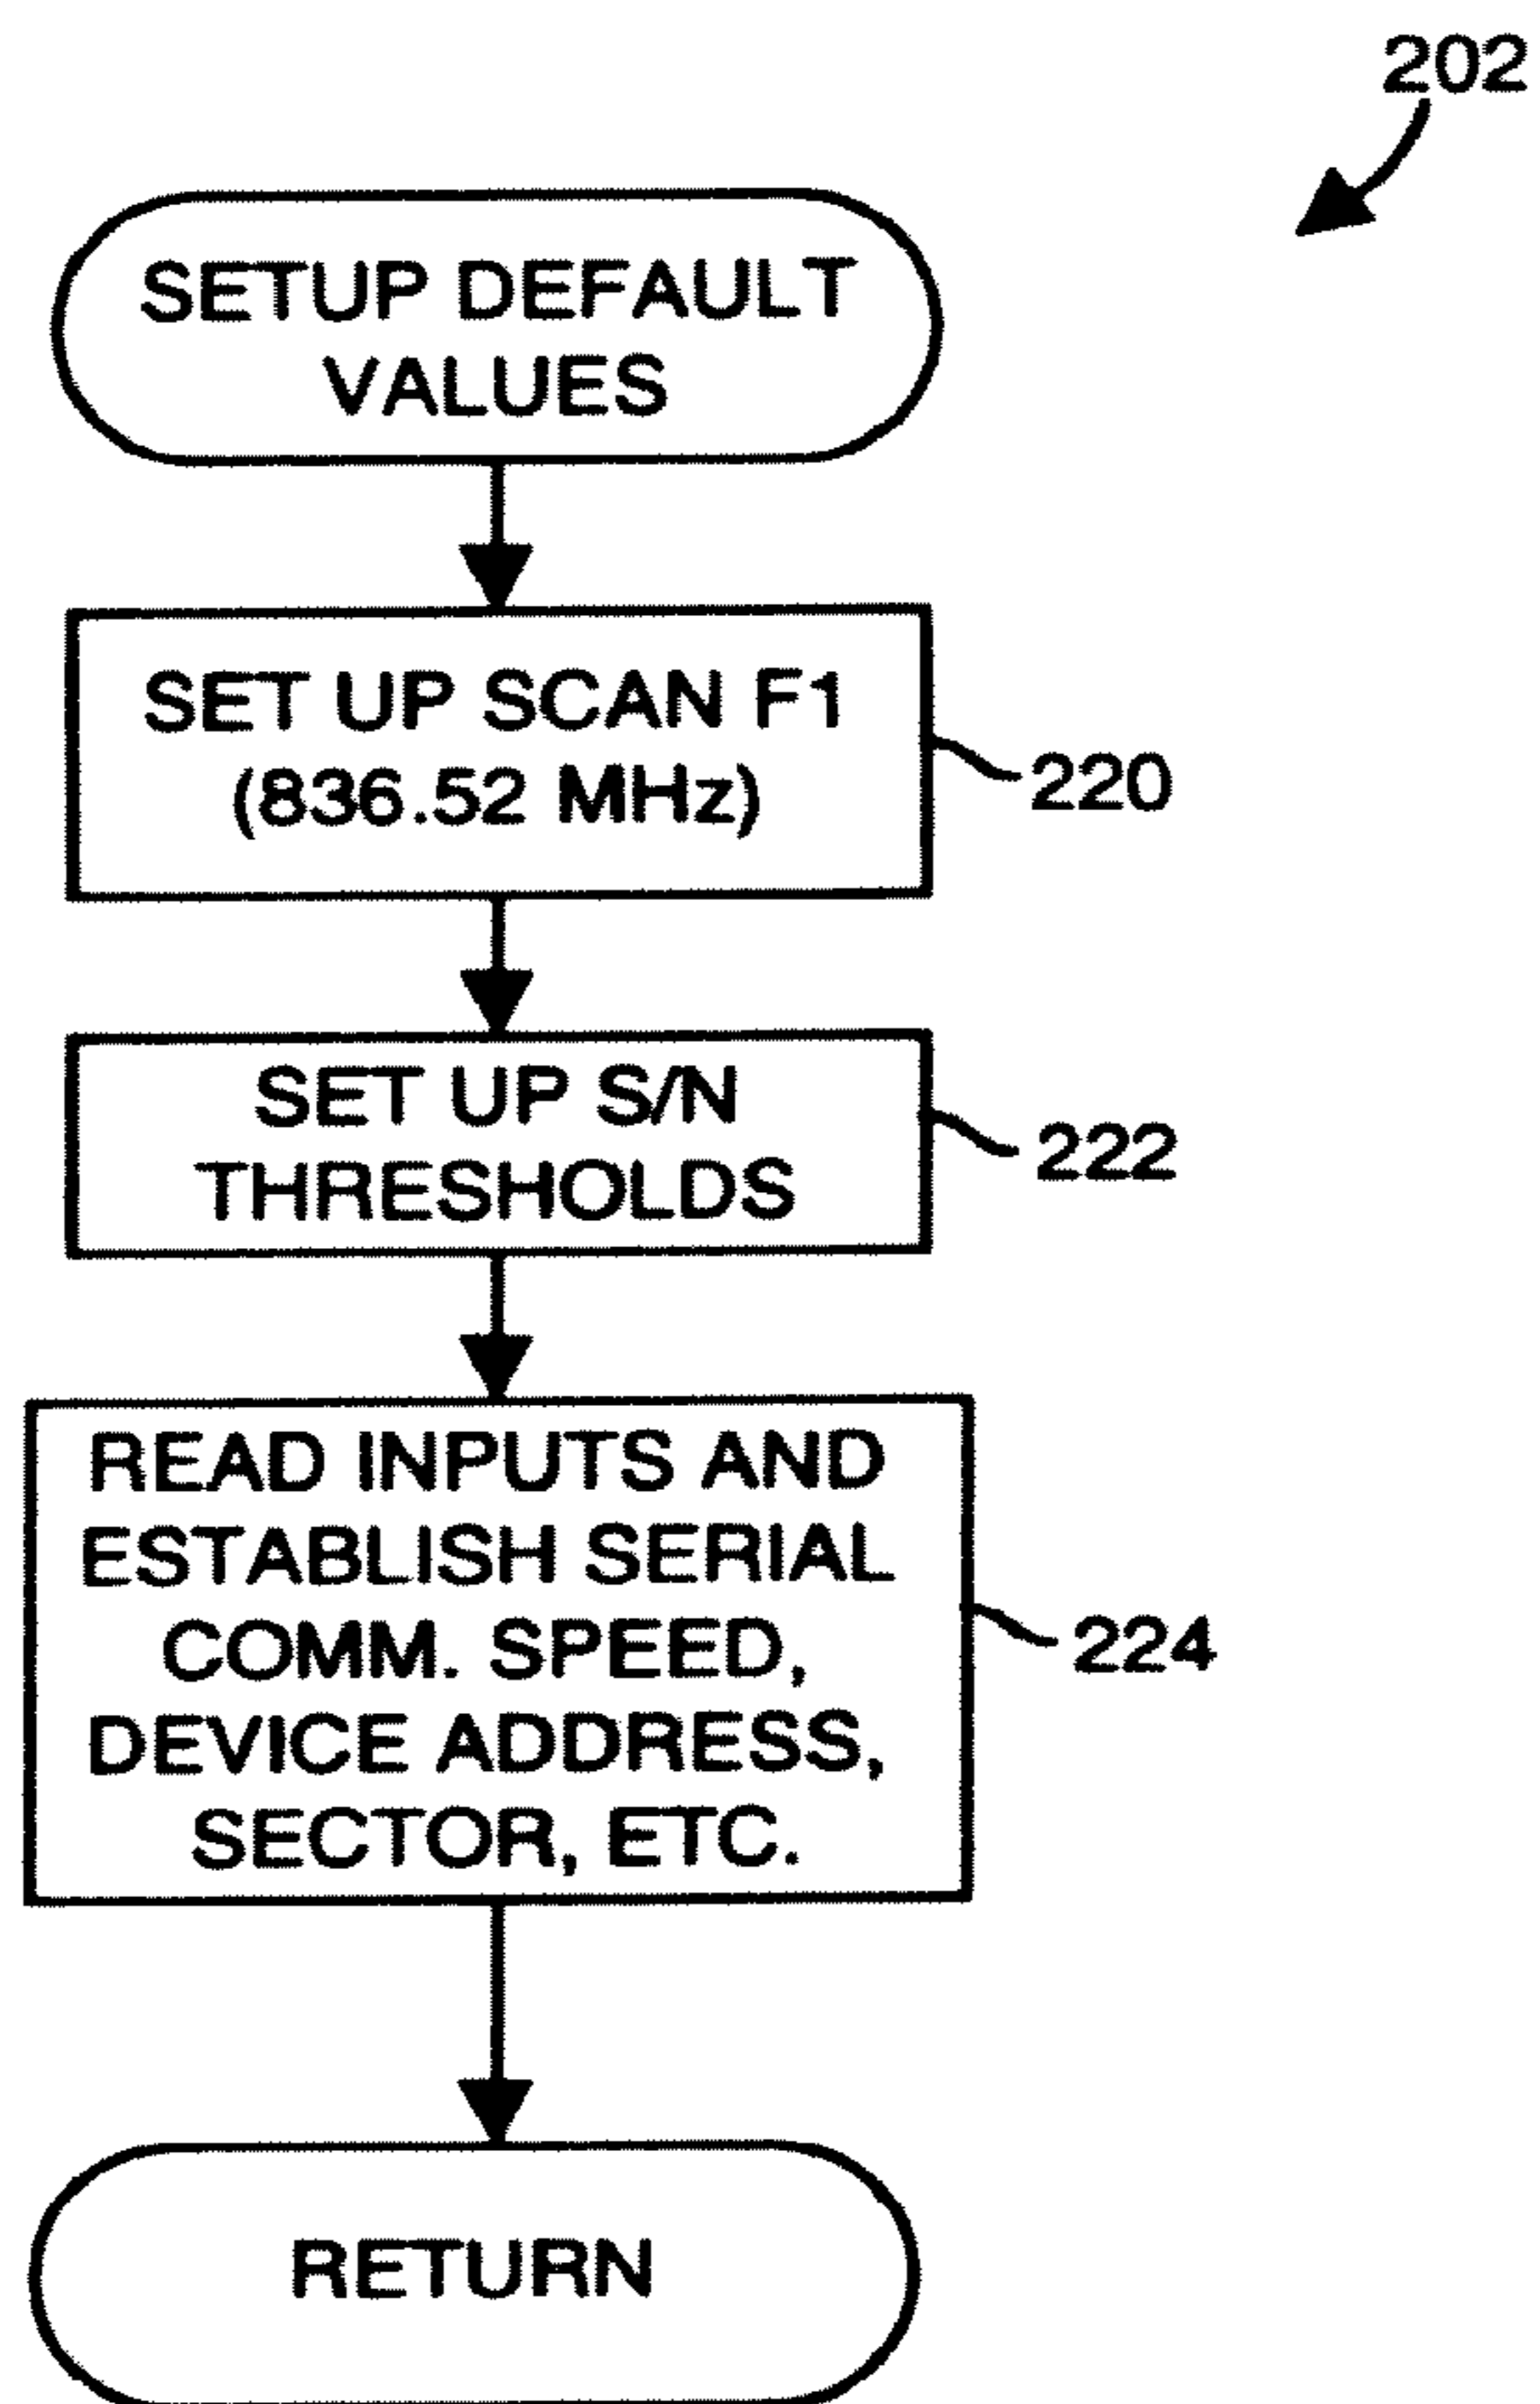 202
SETUP DEFAULT
VALUES
SET UP SCAN F1
(836.52 MHz)
220
SET UP S/N
THRESHOLDS
222
READ INPUTS AND
ESTABLISH SERIAL
COMM. SPEED,
DEVICE ADDRESS,
SECTOR, ETC.
224
RETURN